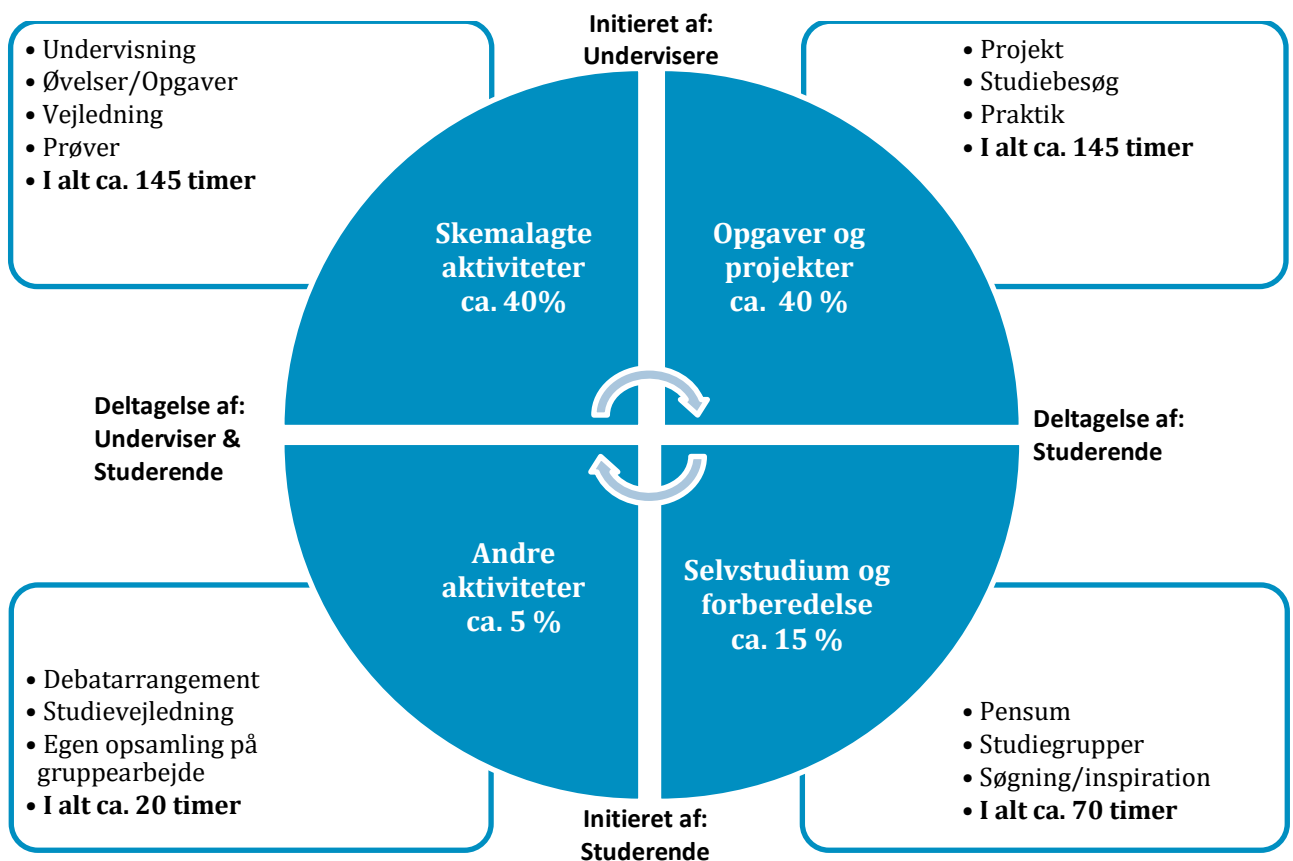 Initieret af:
Undervisere
• Undervisning
• Øvelser/Opgaver
• Vejledning
• Prøver
• I alt ca. 145 timer
• Projekt
• Studiebesøg
• Praktik
• I alt ca. 145 timer
Skemalagte
aktiviteter
ca. 40%
Opgaver og
projekter
ca. 40 %
Deltagelse af:
Underviser &
Studerende
Deltagelse af:
Studerende
Andre
aktiviteter
ca. 5 %
Selvstudium og
forberedelse
ca. 15 %
• Debatarrangement
• Studievejledning
• Egen opsamling på
gruppearbejde
• I alt ca. 20 timer
• Pensum
• Studiegrupper
• Søgning/inspiration
• I alt ca. 70 timer
Initieret af:
Studerende